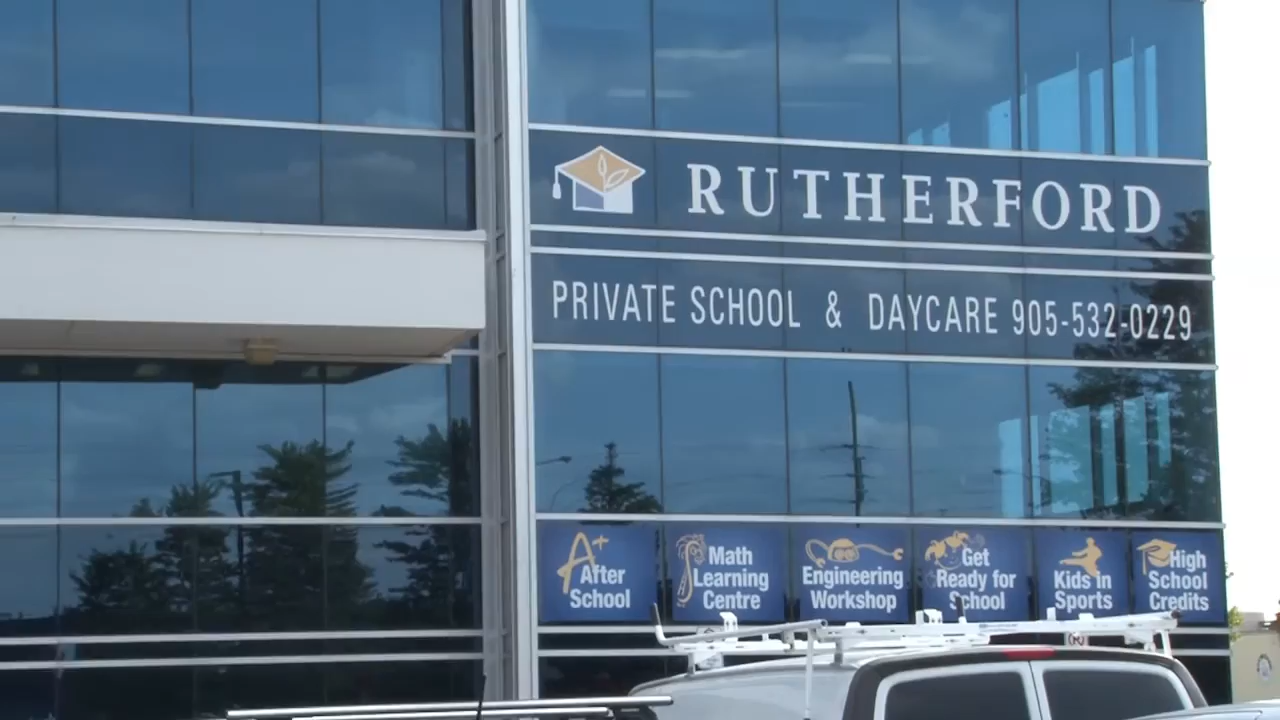 RUTHERFORD
PRIVATE SCHOOL & DAYCARE 905-532-0229
A+
After
School
Math
Learning
Centre
Engineering
Workshop
Get
Ready for
School
Kids in
Sports
High
School
Credits